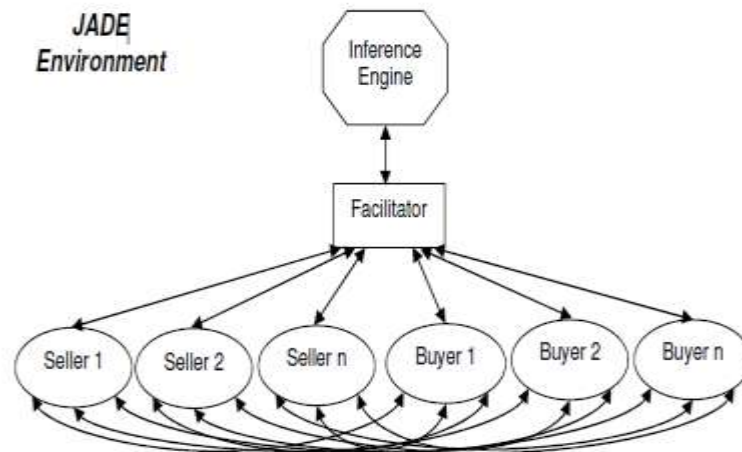 JADE
Environment
Inference
Engine
Facilitator
Seller 1
Seller 2
Seller n
Buyer 1
Buyer 2
Buyer n